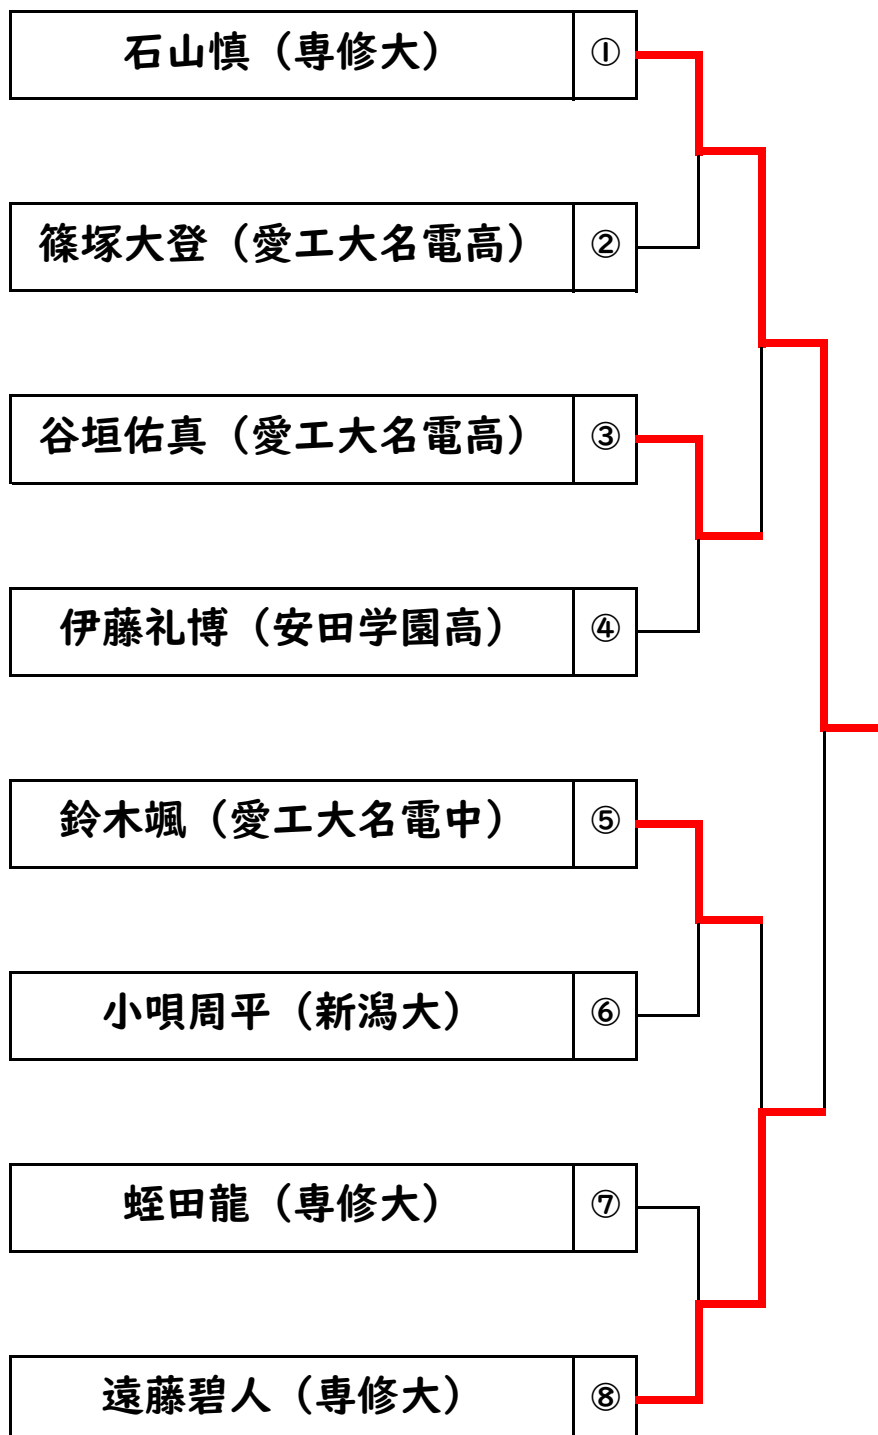 石山慎（専修大） ①
篠塚大登（愛工大名電高） ②
谷垣佑真（愛工大名電高） ③
伊藤礼博（安田学園高） ④
鈴木颯（愛工大名電中） ⑤
小唄周平（新潟大） ⑥
蛭田龍（専修大） ⑦
遠藤碧人（専修大） ⑧